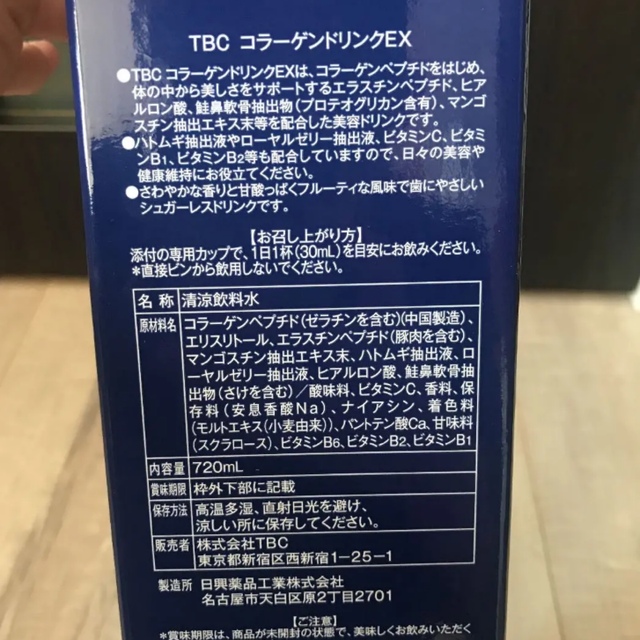 TBC コラーゲンドリンクEX
●TBC コラーゲンドリンクEXは、コラーゲンペプチドをはじめ、
体の中から美しさをサポートするエラスチンペプチド、ヒア
ルロン酸、鮭鼻軟骨抽出物(プロテオグリカン含有)、マンゴ
スチン抽出エキス末等を配合した美容ドリンクです。
●ハトムギ抽出液やローヤルゼリー抽出液、ビタミンC、ビタミ
ンB1、ビタミンB2等も配合していますので、日々の美容や
健康維持にお役立てください。
●さわやかな香りと甘酸っぱくフルーティな風味で歯にやさしい
シュガーレスドリンクです。
【お召し上がり方】
添付の専用カップで、1日1杯(30mL)を目安にお飲みください。
*直接ビンから飲用しないでください。
名 称 清涼飲料水
原材料名 コラーゲンペプチド(ゼラチンを含む)(中国製造)、
エリスリトール、エラスチンペプチド(豚肉を含む)、
マンゴスチン抽出エキス末、ハトムギ抽出液、ロ
ーヤルゼリー抽出液、ヒアルロン酸、鮭鼻軟骨抽
出物(さけを含む)/酸味料、ビタミンC、香料、保
存料(安息香酸Na)、ナイアシン、着色料
(モルトエキス(小麦由来))、パントテン酸Ca、甘味料
(スクラロース)、ビタミンB6、ビタミンB2、ビタミンB1
内容量 720mL
賞味期限 枠外下部に記載
保存方法 高温多湿、直射日光を避け、
涼しい所に保存してください。
販売者 株式会社TBC
東京都新宿区西新宿1-25-1
製造所 日興薬品工業株式会社
名古屋市天白区原2丁目2701
【ご注意】
*賞味期限は、商品が未開封の状態で、美味しくお飲みいただく